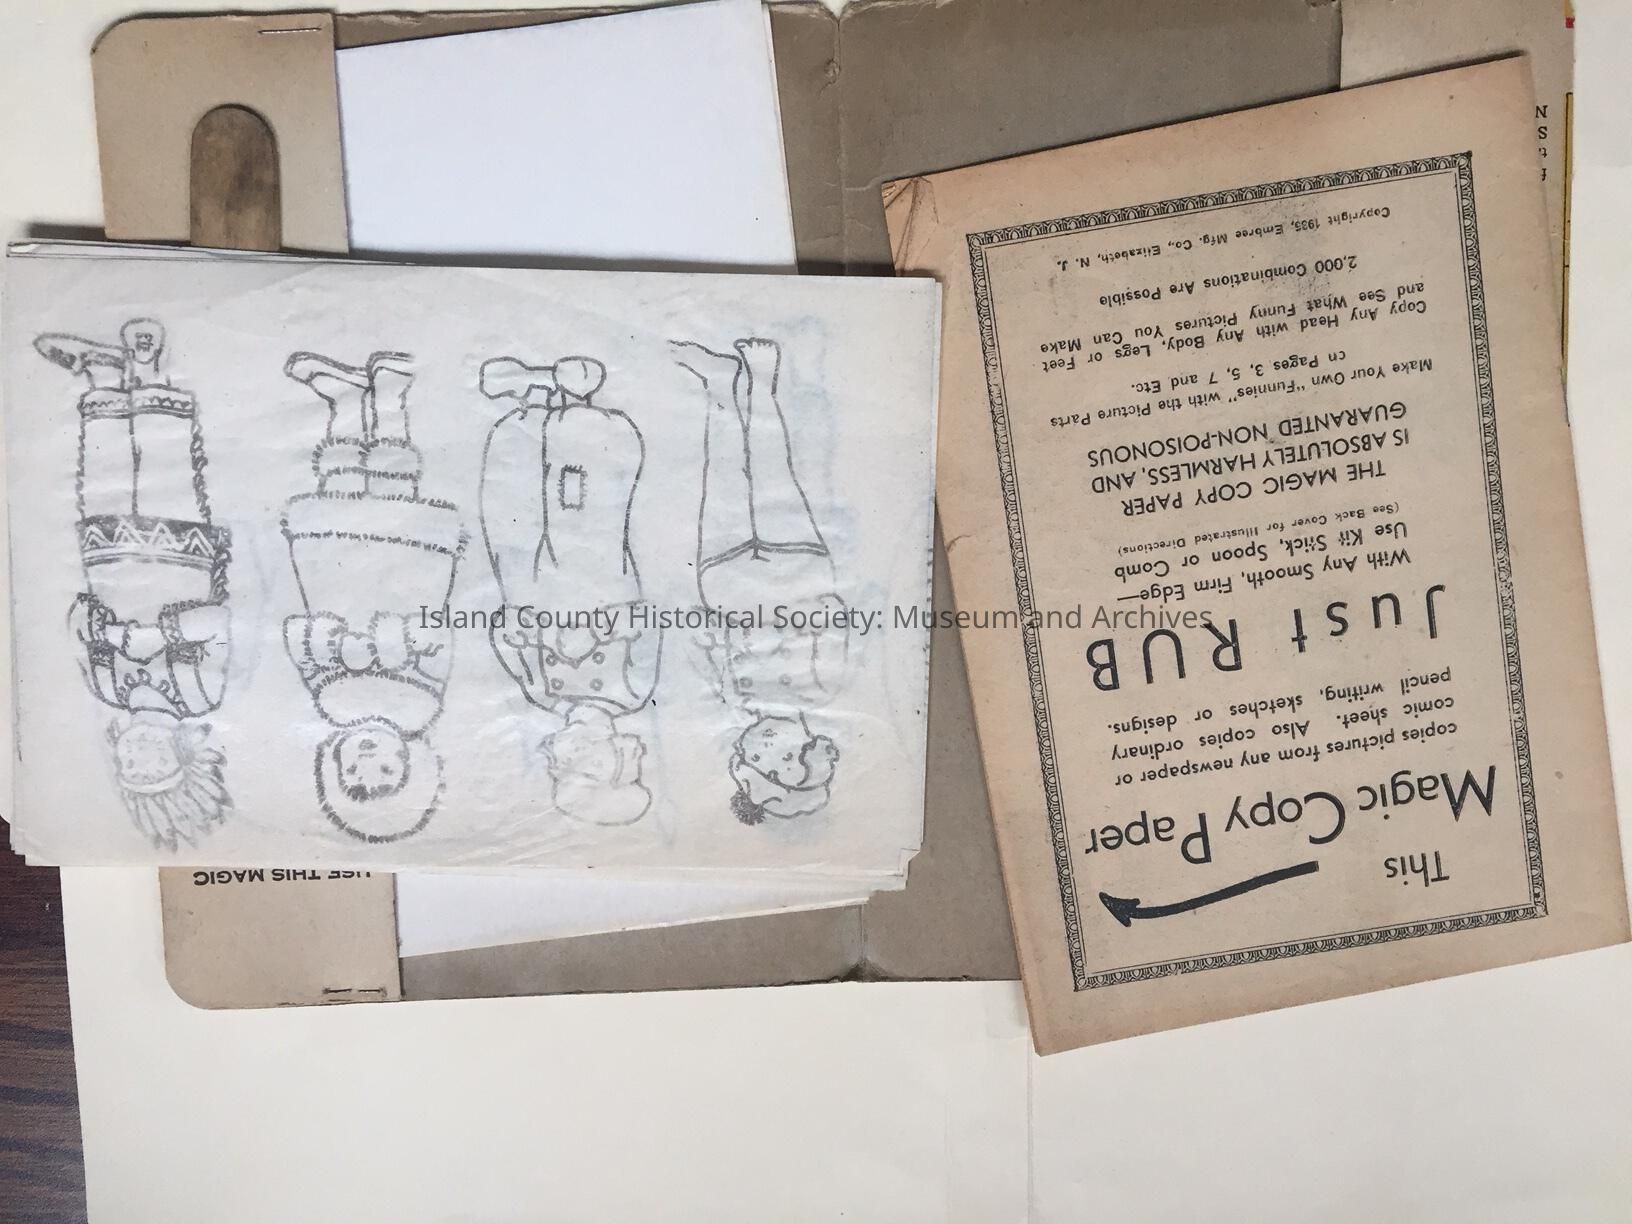 This
Magic Copy Paper
copies pictures from any newspaper or
comic sheet. Also copies ordinary
pencil writing, sketches or designs.
Just RUB
With Any Smooth, Firm Edge—
Use Kit Stick, Spoon or Comb
(See Back Cover for Illustrated Directions)
THE MAGIC COPY PAPER
IS ABSOLUTELY HARMLESS, AND
GUARANTED NON-POISONOUS
Make Your Own "Funnies" with the Picture Parts
cn Pages 3, 5, 7 and Etc.
Copy Any Head with Any Body, Legs or Feet
and See What Funny Pictures You Can Make
2,000 Combinations Are Possible
Copyright 1935, Embree Mfg. Co., Elizabeth, N. J.
USE THIS MAGIC
Island County Historical Society: Museum and Archives